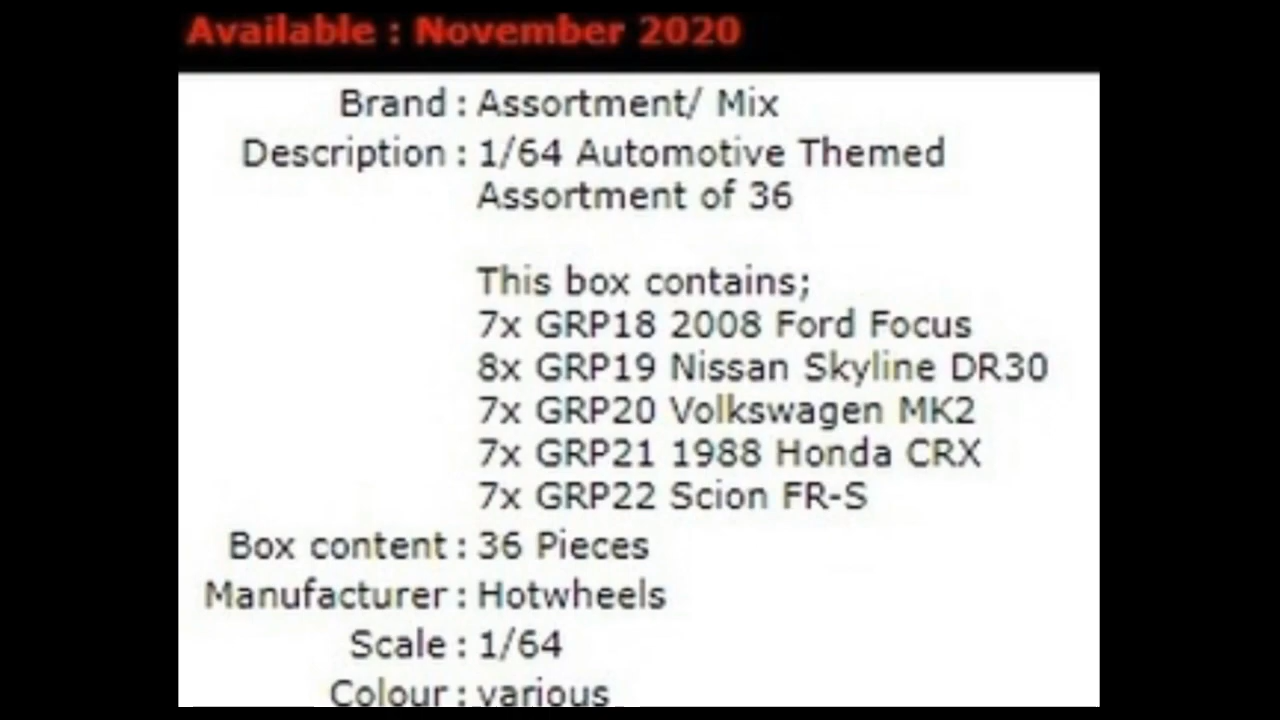 Available : November 2020
Brand : Assortment/ Mix
Description : 1/64 Automotive Themed
Assortment of 36
This box contains;
7x GRP18 2008 Ford Focus
8x GRP19 Nissan Skyline DR30
7x GRP20 Volkswagen MK2
7x GRP21 1988 Honda CRX
7x GRP22 Scion FR-S
Box content : 36 Pieces
Manufacturer : Hotwheels
Scale : 1/64
Colour : various